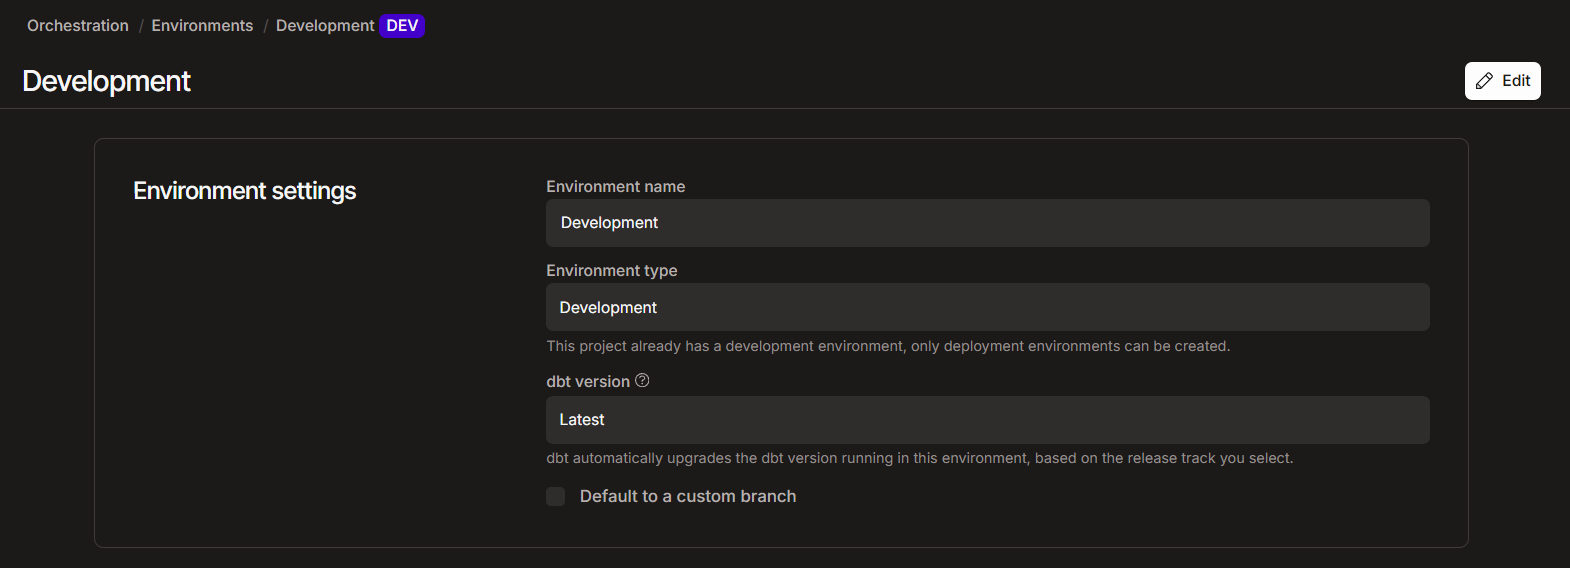 Orchestration / Environments / Development DEV
Development
Edit
Environment settings
Environment name
Development
Environment type
Development
This project already has a development environment, only deployment environments can be created.
dbt version
Latest
dbt automatically upgrades the dbt version running in this environment, based on the release track you select.
Default to a custom branch